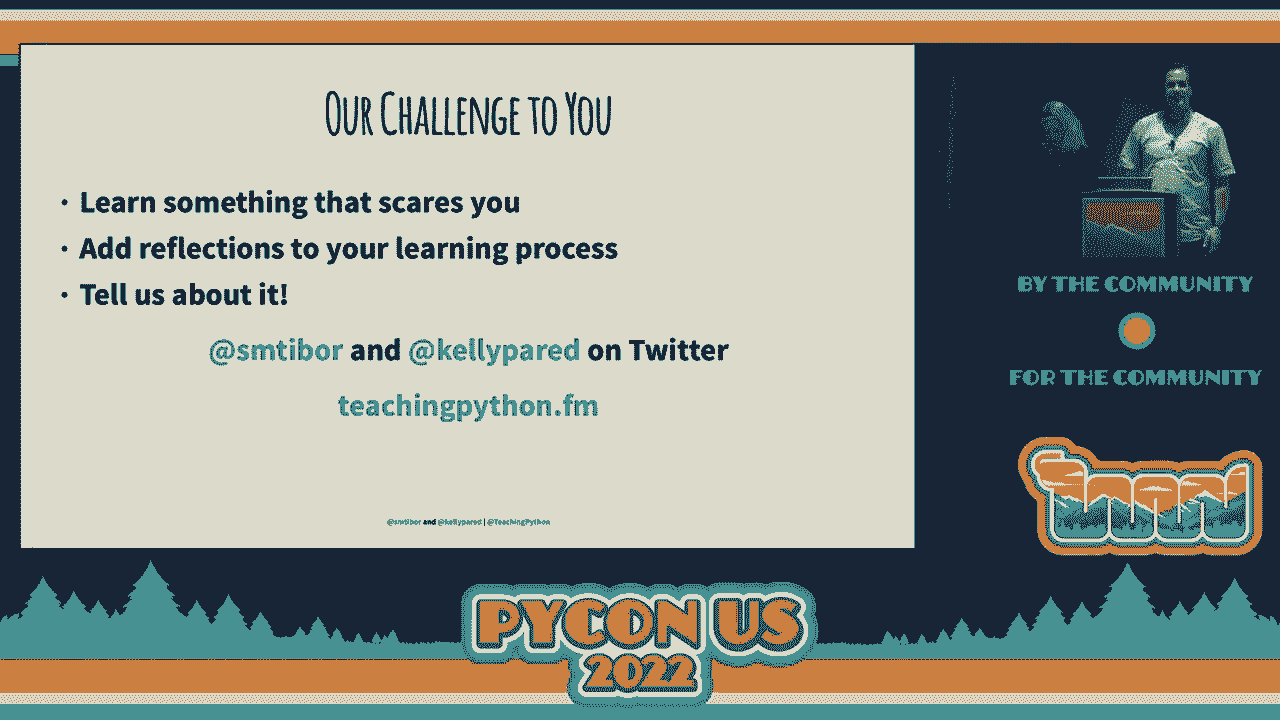 Our Challenge to You
• Learn something that scares you
• Add reflections to your learning process
• Tell us about it!
@smtibor and @kellypared on Twitter
teachingpython.fm
@smtibor and @kellypared | @TeachingPython
BY THE COMMUNITY
FOR THE COMMUNITY
PYCON US
2022